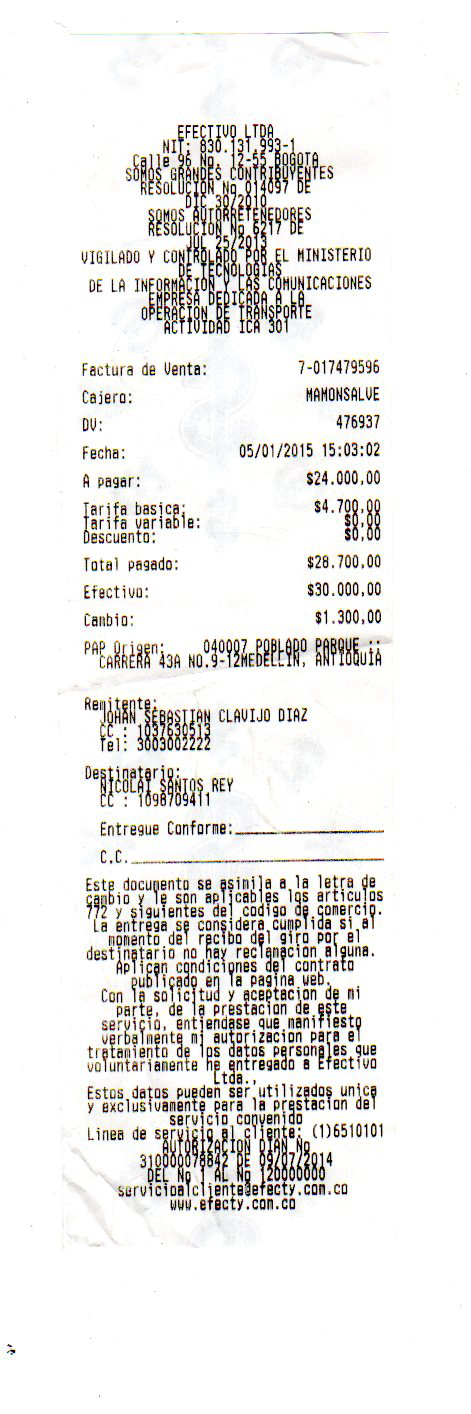 EFECTIVO LTDA
NIT: 830.131.993-1
Calle 96 No. 12-55 BOGOTA
SOMOS GRANDES CONTRIBUYENTES
RESOLUCION No 014097 DE
DIC 30/2010
SOMOS AUTORRETENEDORES
RESOLUCION No 6217 DE
JUL 25/2013
VIGILADO Y CONTROLADO POR EL MINISTERIO
DE TECNOLOGIAS
DE LA INFORMACION Y LAS COMUNICACIONES
EMPRESA DEDICADA A LA
OPERACION DE TRANSPORTE
ACTIVIDAD ICA 301
Factura de Venta: 7-017479596
Cajero: MAMONSALVE
DV: 476937
Fecha: 05/01/2015 15:03:02
A pagar: $24.000,00
Tarifa basica: $4.700,00
Tarifa variable: $0,00
Descuento: $0,00
Total pagado: $28.700,00
Efectivo: $30.000,00
Cambio: $1.300,00
PAP Origen: 040007 POBLADO PARQUE ::
CARRERA 43A NO.9-12MEDELLIN, ANTIOQUIA
Remitente:
JOHAN SEBASTIAN CLAVIJO DIAZ
CC : 1037630513
Tel: 3003002222
Destinatario:
NICOLAI SANTOS REY
CC : 1098709411
Entregue Conforme:
C.C.
Este documento se asimila a la letra de
cambio y le son aplicables los articulos
772 y siguientes del codigo de comercio.
La entrega se considera cumplida si al
momento del recibo del giro por el
destinatario no hay reclamacion alguna.
Aplican condiciones del contrato
publicado en la pagina web.
Con la solicitud y aceptacion de mi
parte, de la prestacion de este
servicio, entiendase que manifiesto
verbalmente mi autorizacion para el
tratamiento de los datos personales que
voluntariamente he entregado a Efectivo
Ltda.,
Estos datos pueden ser utilizados unica
y exclusivamente para la prestacion del
servicio convenido
Linea de servicio al cliente: (1)6510101
AUTORIZACION DIAN No
310000078642 DE 09/07/2014
DEL No 1 AL No 120000000
servicioalcliente@efecty.com.co
www.efecty.com.co